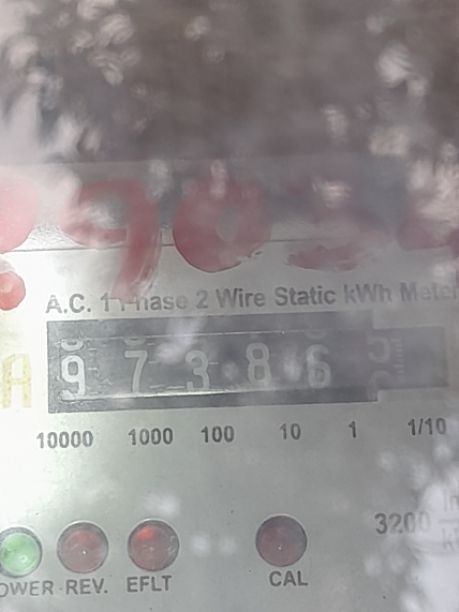 A.C. 1 Phase 2 Wire Static kWh Meter
9 7 3 8 6
10000 1000 100 10 1 1/10
3200
OWER REV. EFLT CAL